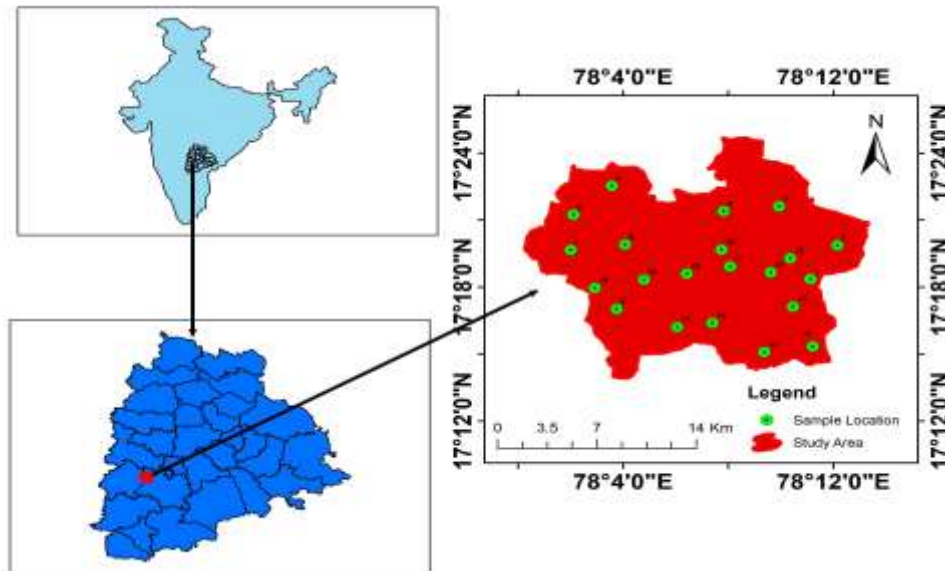 78°4'0"E 78°12'0"E
N
17°24'0"N 17°24'0"N
17°18'0"N 17°18'0"N
17°12'0"N 17°12'0"N
Legend
Sample Location
Study Area
0 3.5 7 14 Km
78°4'0"E 78°12'0"E